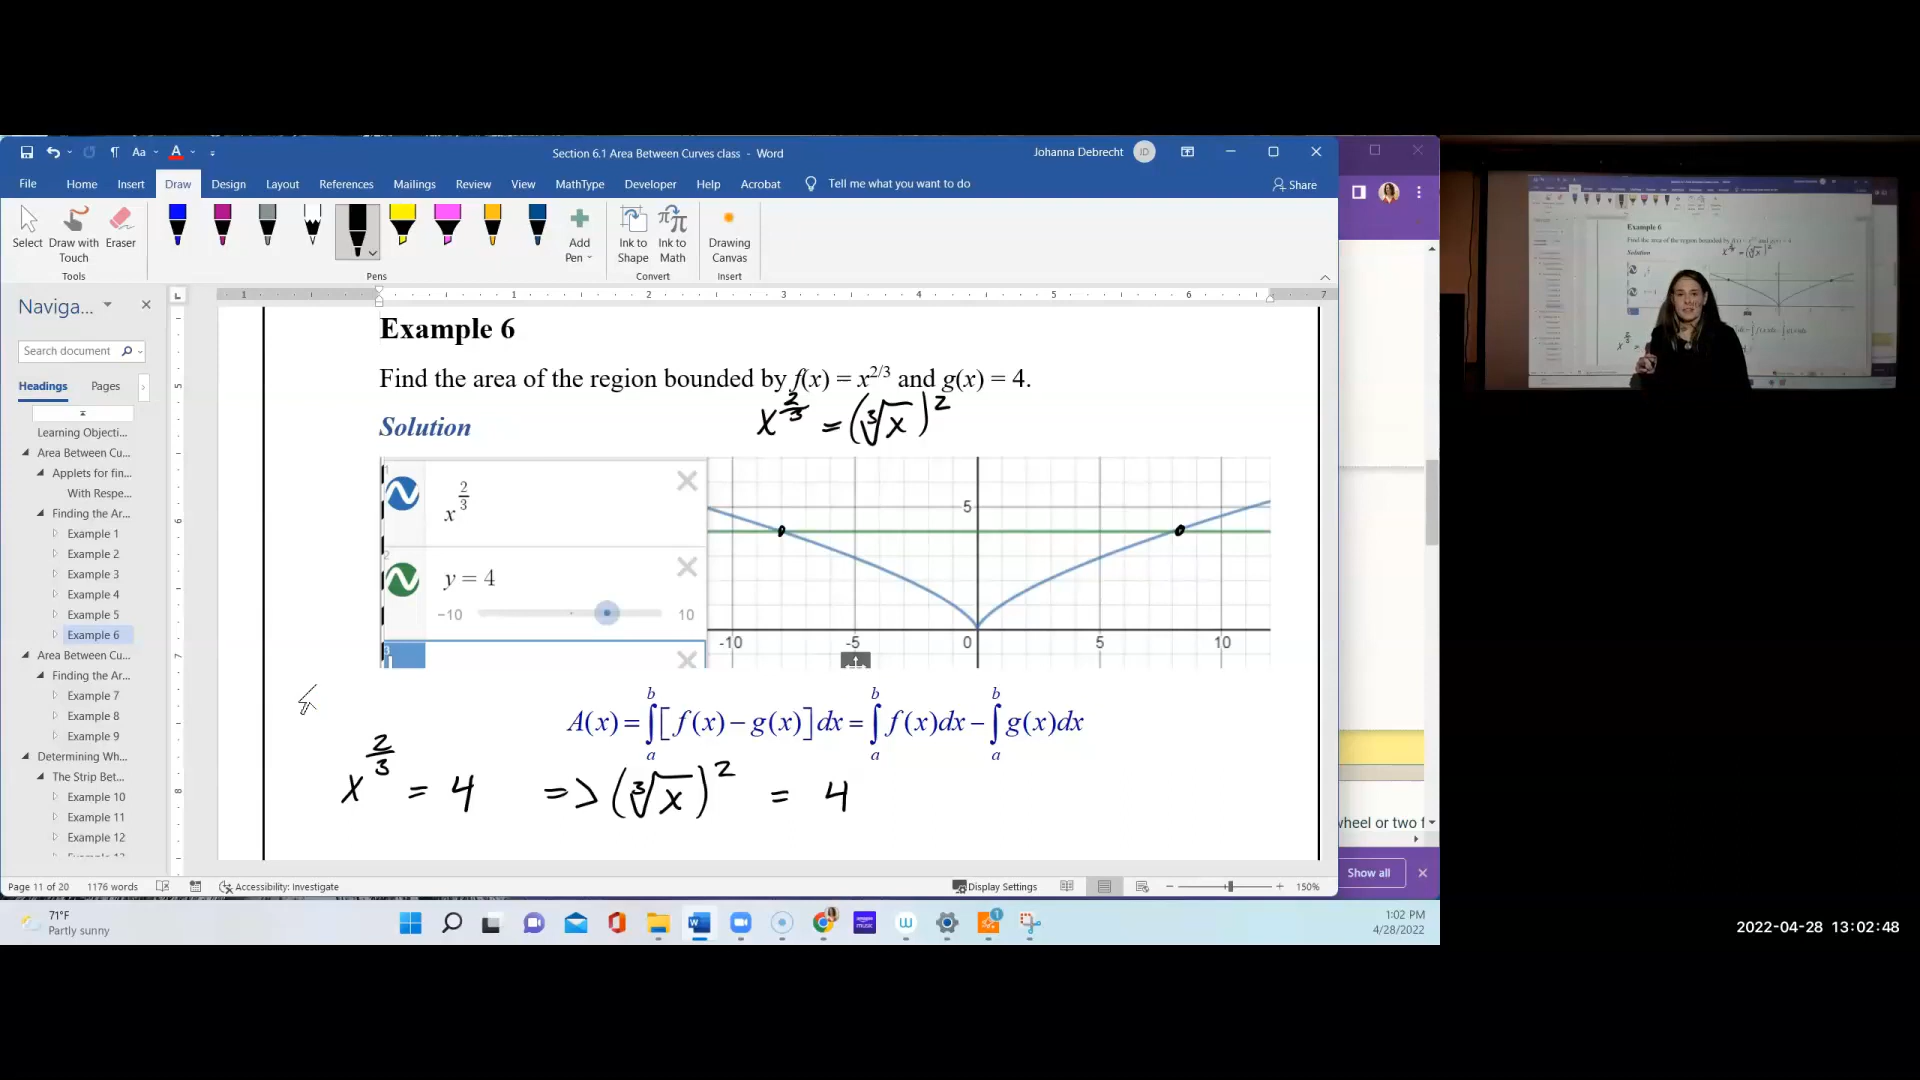 Section 6.1 Area Between Curves class - Word
Johanna Debrecht JD
File Home Insert Draw Design Layout References Mailings Review View MathType Developer Help Acrobat Tell me what you want to do Share
Select Draw with Touch Eraser Add Pen Ink to Shape Ink to Math Drawing Canvas
Tools Pens Convert Insert
Naviga...
Search document
Headings Pages
Learning Objecti...
Area Between Cu...
Applets for fin...
With Respe...
Finding the Ar...
Example 1
Example 2
Example 3
Example 4
Example 5
Example 6
Area Between Cu...
Finding the Ar...
Example 7
Example 8
Example 9
Determining Wh...
The Strip Bet...
Example 10
Example 11
Example 12
Example 6
Find the area of the region bounded by f(x) = x^{2/3} and g(x) = 4.
x^{2/3} = (∛x)^2
Solution
x^{2/3}
y = 4
-10 10
5
-10 -5 0 5 10
A(x) = ∫_a^b [f(x) − g(x)]dx = ∫_a^b f(x)dx − ∫_a^b g(x)dx
x^{2/3} = 4 => (∛x)^2 = 4
wheel or two f
Show all
Page 11 of 20 1176 words Accessibility: Investigate Display Settings 150%
71°F
Partly sunny
1:02 PM
4/28/2022
2022-04-28 13:02:48